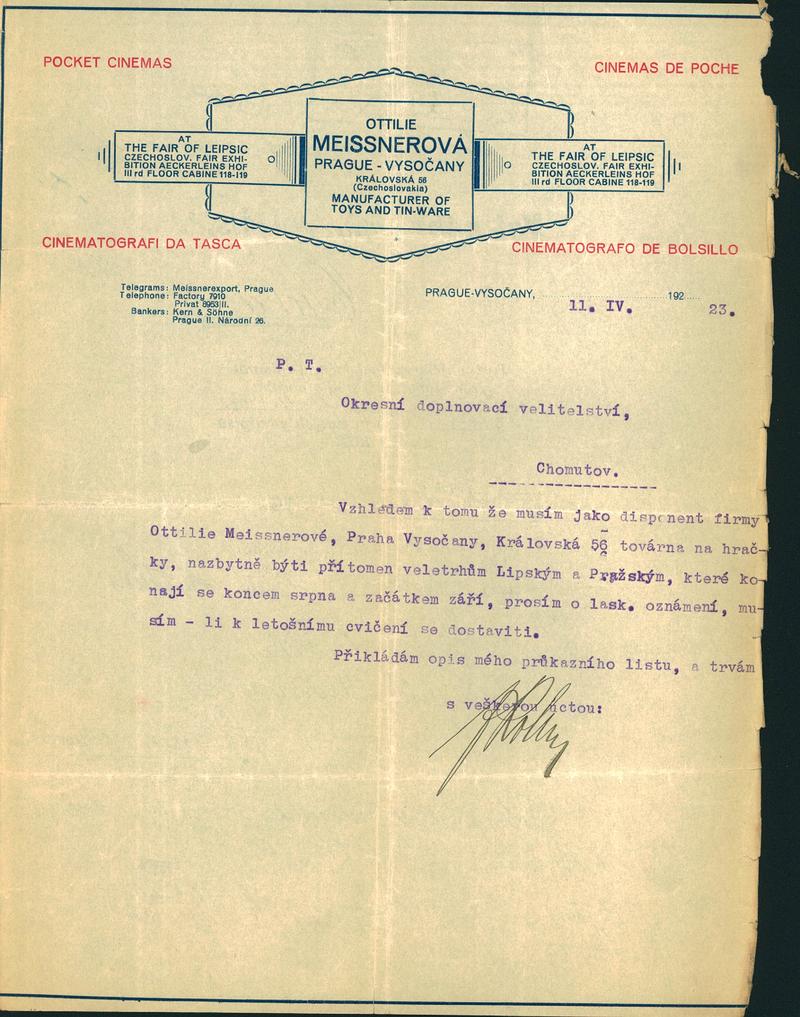 POCKET CINEMAS
CINEMAS DE POCHE
OTTILIE
MEISSNEROVÁ
PRAGUE - VYSOČANY
KRÁLOVSKÁ 56
(Czechoslovakia)
MANUFACTURER OF
TOYS AND TIN-WARE
AT
THE FAIR OF LEIPSIC
CZECHOSLOV. FAIR EXHI-
BITION AECKERLEINS HOF
III rd FLOOR CABINE 118-119
AT
THE FAIR OF LEIPSIC
CZECHOSLOV. FAIR EXHI-
BITION AECKERLEINS HOF
III rd FLOOR CABINE 118-119
CINEMATOGRAFI DA TASCA
CINEMATOGRAFO DE BOLSILLO
Telegrams: Meissnerexport, Prague
Telephone: Factory 7910
Privat 8953/II.
Bankers: Kern & Söhne
Prague II. Národní 26.
PRAGUE-VYSOČANY, 11. IV. 192 23.
P. T.
Okresní doplnovací velitelství,
Chomutov.
Vzhledem k tomu že musím jako disponent firmy
Ottilie Meissnerové, Praha Vysočany, Královská 56 továrna na hrač-
ky, nazbytně býti přítomen veletrhům Lipským a Pražským, které ko-
nají se koncem srpna a začátkem září, prosím o lask. oznámení, mu-
sím - li k letošnímu cvičení se dostaviti.
Přikládám opis mého průkazního listu, a trvám
s veškerou úctou: